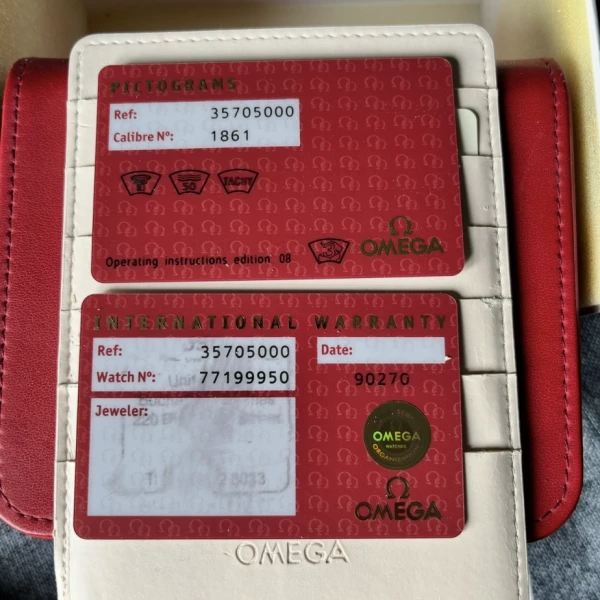 PICTOGRAMS
Ref: 35705000
Calibre Nº: 1861
50 TACHY
Operating instructions edition 08
OMEGA
INTERNATIONAL WARRANTY
Ref: 35705000
Date:
Watch Nº: 77199950
90270
Jeweler:
220
OMEGA
OMEGA
OMEGA